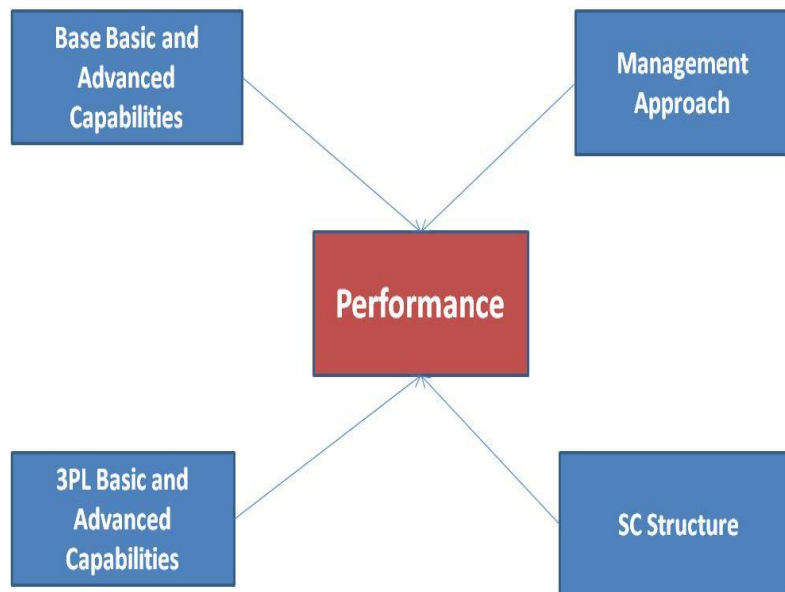 Base Basic and
Advanced
Capabilities
Management
Approach
Performance
3PL Basic and
Advanced
Capabilities
SC Structure